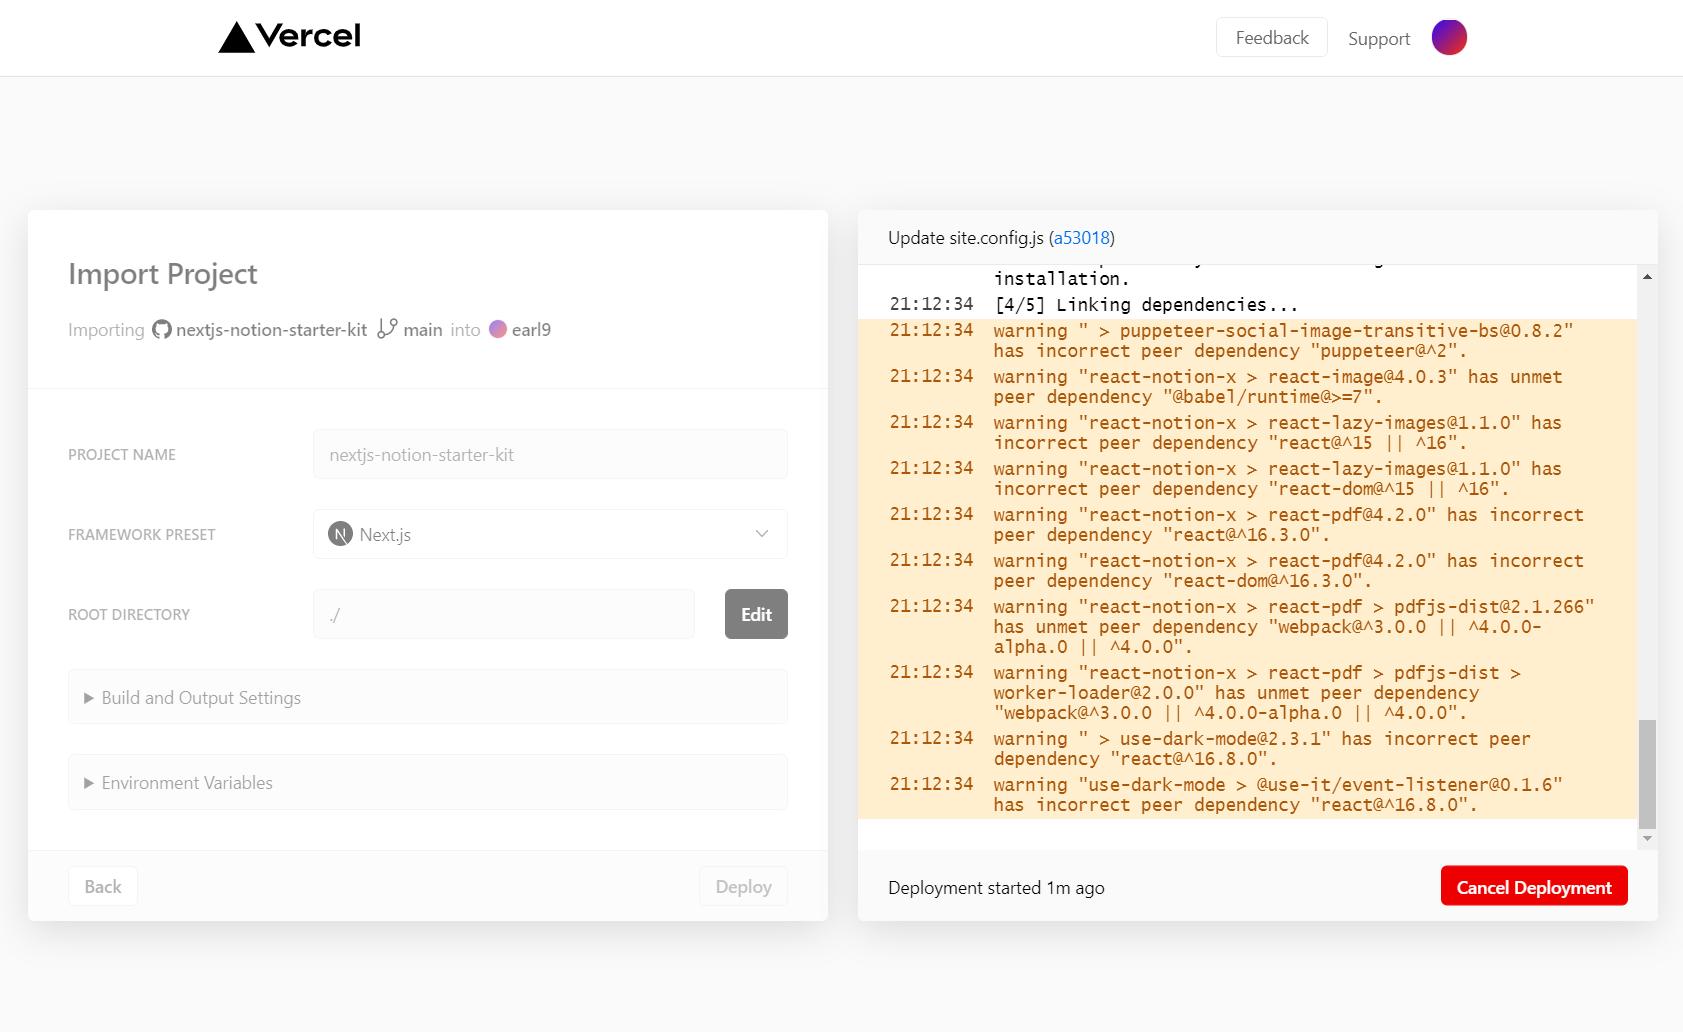 Vercel
Feedback
Support
Import Project
Importing nextjs-notion-starter-kit main into earl9
PROJECT NAME
nextjs-notion-starter-kit
FRAMEWORK PRESET
N Next.js
ROOT DIRECTORY
./
Edit
Build and Output Settings
Environment Variables
Back
Deploy
Update site.config.js (a53018)
installation.
21:12:34 [4/5] Linking dependencies...
21:12:34 warning " > puppeteer-social-image-transitive-bs@0.8.2"
has incorrect peer dependency "puppeteer@^2".
21:12:34 warning "react-notion-x > react-image@4.0.3" has unmet
peer dependency "@babel/runtime@>=7".
21:12:34 warning "react-notion-x > react-lazy-images@1.1.0" has
incorrect peer dependency "react@^15 || ^16".
21:12:34 warning "react-notion-x > react-lazy-images@1.1.0" has
incorrect peer dependency "react-dom@^15 || ^16".
21:12:34 warning "react-notion-x > react-pdf@4.2.0" has incorrect
peer dependency "react@^16.3.0".
21:12:34 warning "react-notion-x > react-pdf@4.2.0" has incorrect
peer dependency "react-dom@^16.3.0".
21:12:34 warning "react-notion-x > react-pdf > pdfjs-dist@2.1.266"
has unmet peer dependency "webpack@^3.0.0 || ^4.0.0-
alpha.0 || ^4.0.0".
21:12:34 warning "react-notion-x > react-pdf > pdfjs-dist >
worker-loader@2.0.0" has unmet peer dependency
"webpack@^3.0.0 || ^4.0.0-alpha.0 || ^4.0.0".
21:12:34 warning " > use-dark-mode@2.3.1" has incorrect peer
dependency "react@^16.8.0".
21:12:34 warning "use-dark-mode > @use-it/event-listener@0.1.6"
has incorrect peer dependency "react@^16.8.0".
Deployment started 1m ago
Cancel Deployment